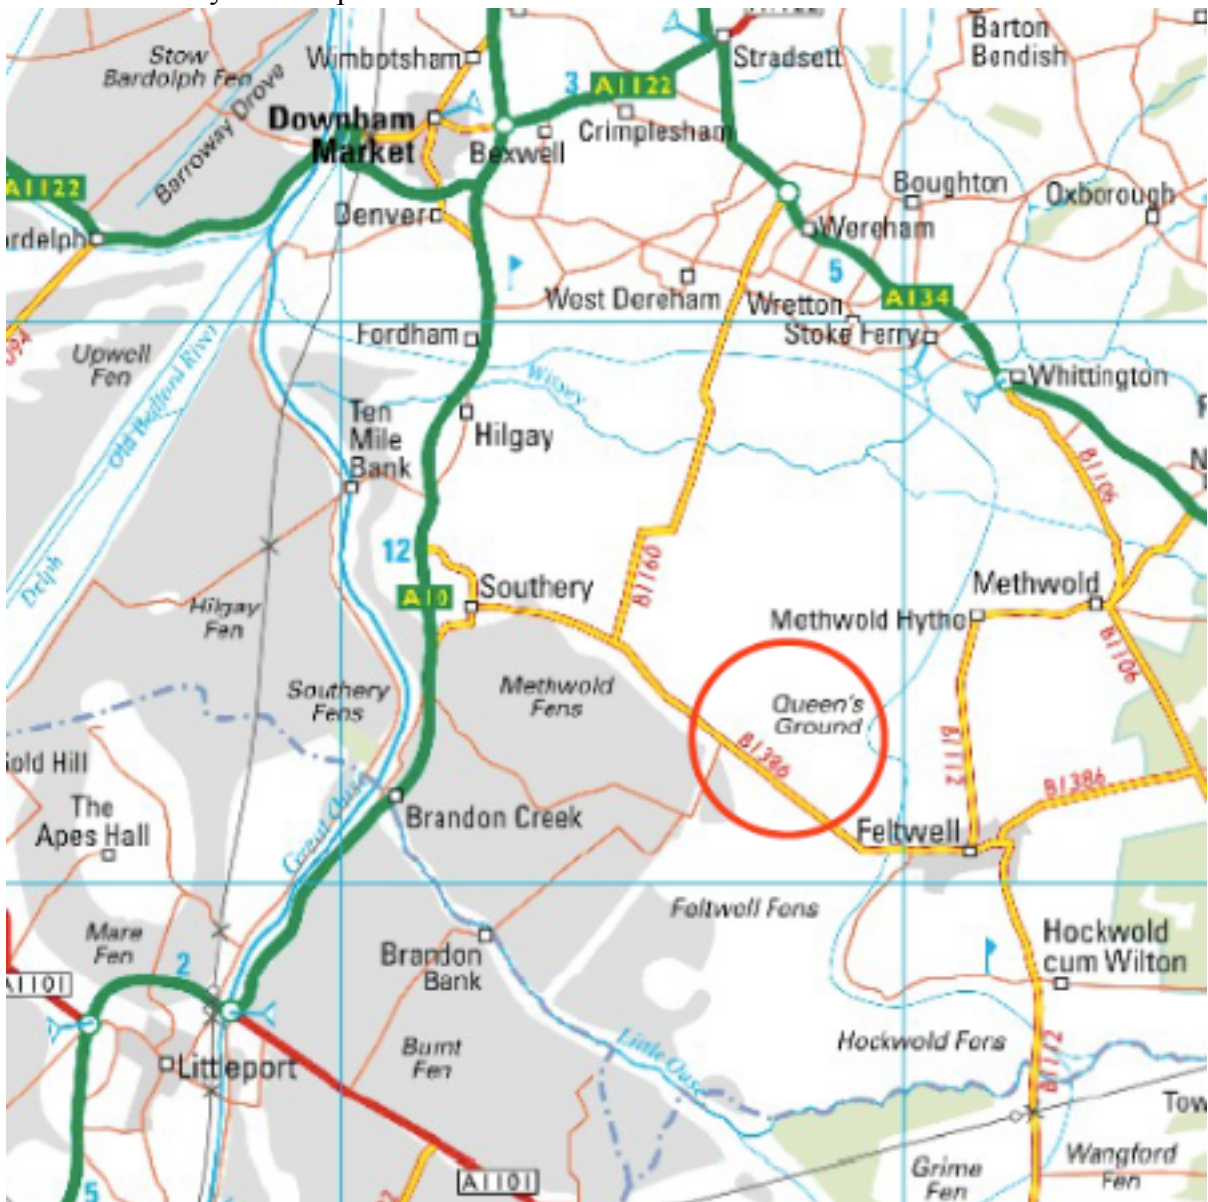 Stow
Bardolph Fen
Wimbotsham
Stradsett
Barton
Bendish
3
A1122
Barroway Drove
Downham
Market
Crimplesham
Bexwell
A1122
Denver
Boughton
Oxborough
Wereham
ordelph
5
West Dereham
Wretton
A134
Stoke Ferry
Fordham
Upwell
Fen
Old Bedford River
Wissey
Whittington
Ten
Mile
Bank
Hilgay
B1106
Delph
12
A10
Southery
B1160
Methwold
Hilgay
Fen
Methwold Hythe
B1106
Southery
Fens
Methwold
Fens
Queen's
Ground
B1386
B1112
B1386
old Hill
The
Apes Hall
Great Ouse
Brandon Creek
Feltwell
Feltwell Fens
Mare
Fen
Brandon
Bank
Hockwold
cum Wilton
2
A1101
Burnt
Fen
Little Ouse
Hockwold Fens
B1112
Littleport
Tow
Wangford
Fen
Grime
Fen
A1101
5